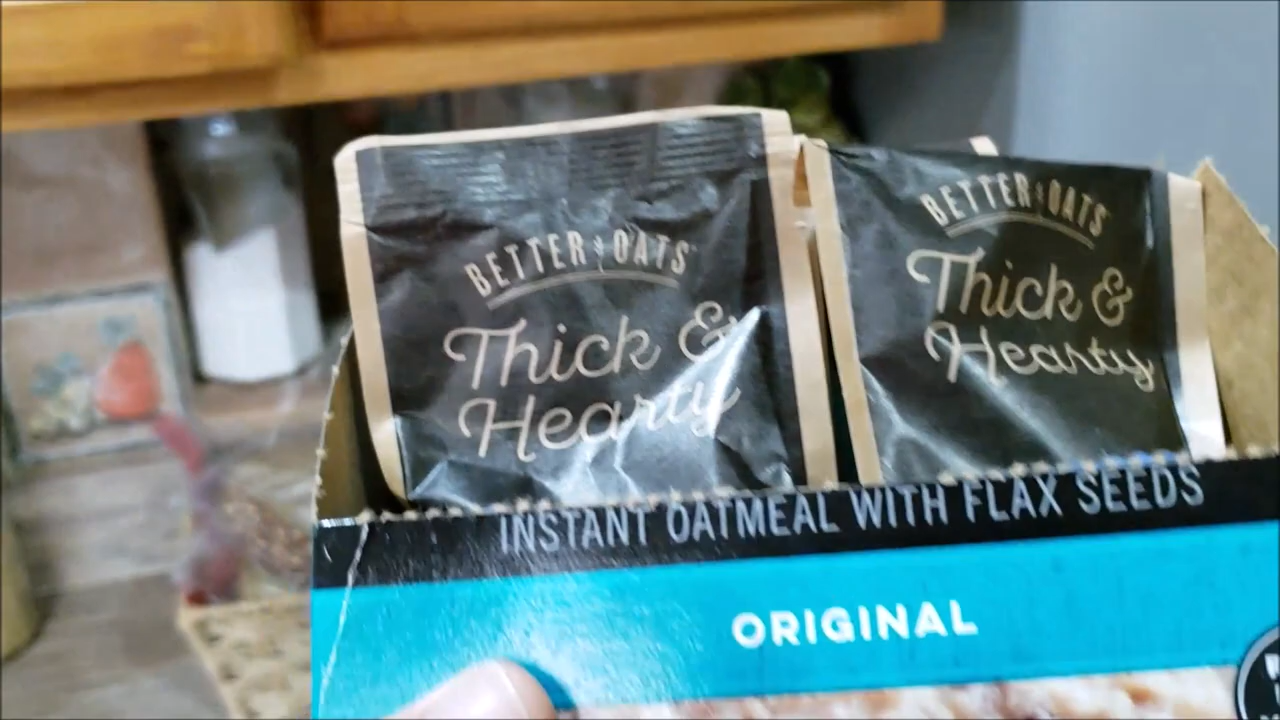 BETTER OATS
Thick &
Hearty
BETTER OATS
Thick &
Hearty
INSTANT OATMEAL WITH FLAX SEEDS
ORIGINAL